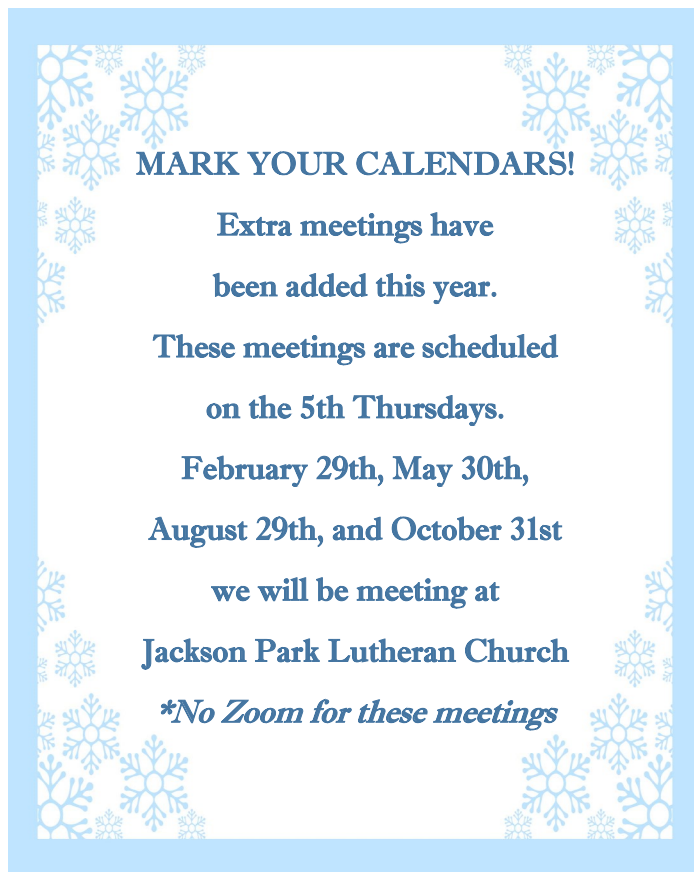 MARK YOUR CALENDARS!
Extra meetings have
been added this year.
These meetings are scheduled
on the 5th Thursdays.
February 29th, May 30th,
August 29th, and October 31st
we will be meeting at
Jackson Park Lutheran Church
*No Zoom for these meetings